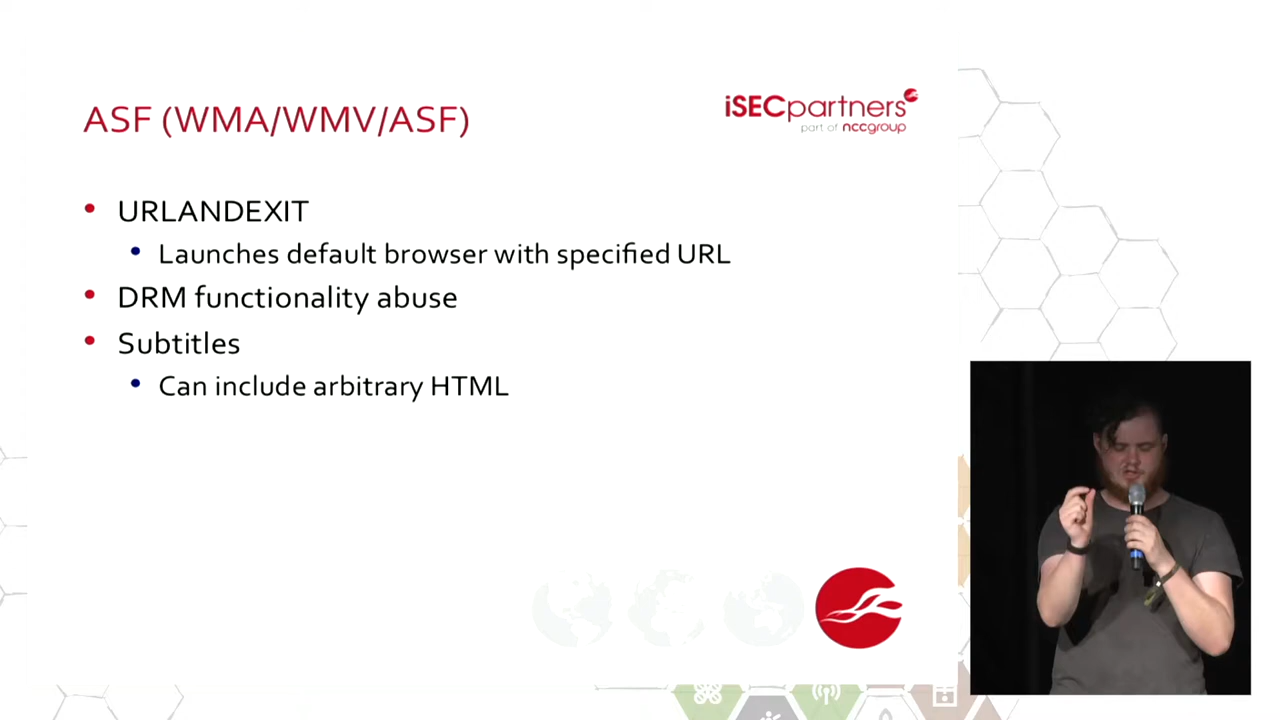 ASF (WMA/WMV/ASF)
iSECpartners
part of nccgroup
URLANDEXIT
Launches default browser with specified URL
DRM functionality abuse
Subtitles
Can include arbitrary HTML